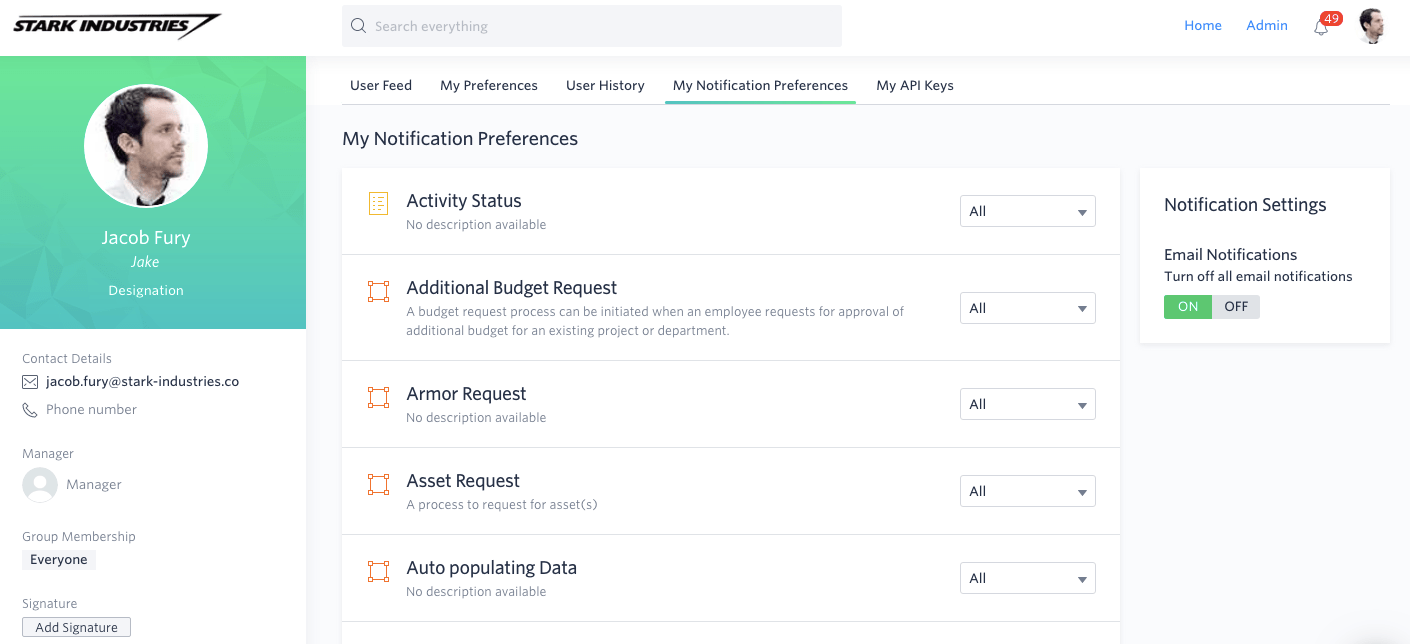 STARK INDUSTRIES
Search everything
Home
Admin
49
Jacob Fury
Jake
Designation
Contact Details
jacob.fury@stark-industries.co
Phone number
Manager
Manager
Group Membership
Everyone
Signature
Add Signature
User Feed
My Preferences
User History
My Notification Preferences
My API Keys
My Notification Preferences
Activity Status
No description available
All
Additional Budget Request
A budget request process can be initiated when an employee requests for approval of
additional budget for an existing project or department.
All
Armor Request
No description available
All
Asset Request
A process to request for asset(s)
All
Auto populating Data
No description available
All
Notification Settings
Email Notifications
Turn off all email notifications
ON
OFF